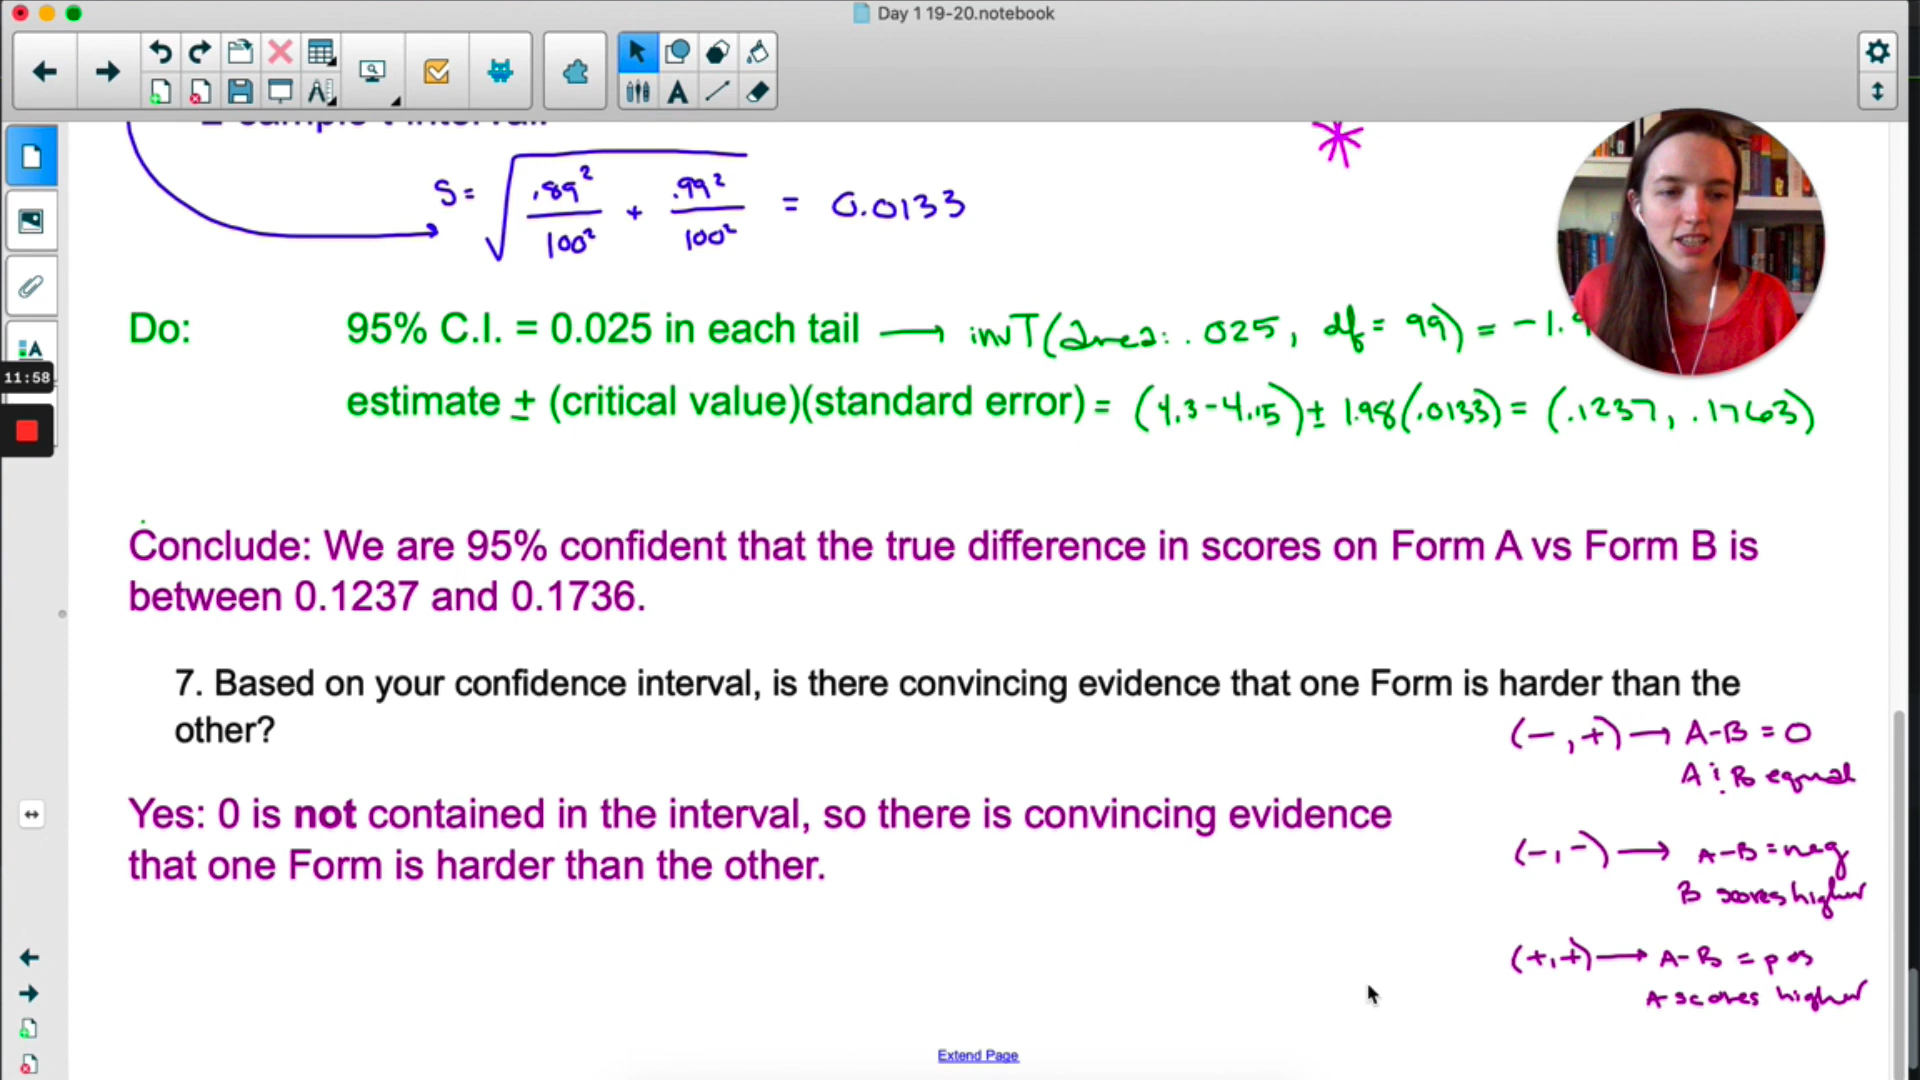 Day 1 19-20.notebook
S = √ .89² / 100² + .99² / 100² = 0.0133
Do: 95% C.I. = 0.025 in each tail → invT(area: .025, df = 99) = -1.9
estimate ± (critical value)(standard error) = (4.3-4.15) ± 1.98(.0133) = (.1237, .1763)
11:58
Conclude: We are 95% confident that the true difference in scores on Form A vs Form B is
between 0.1237 and 0.1736.
7. Based on your confidence interval, is there convincing evidence that one Form is harder than the
other?
(-, +) → A-B = 0
A & B equal
Yes: 0 is not contained in the interval, so there is convincing evidence
that one Form is harder than the other.
(-, -) → A-B = neg
B scores higher
(+, +) → A-B = pos
A scores higher
Extend Page